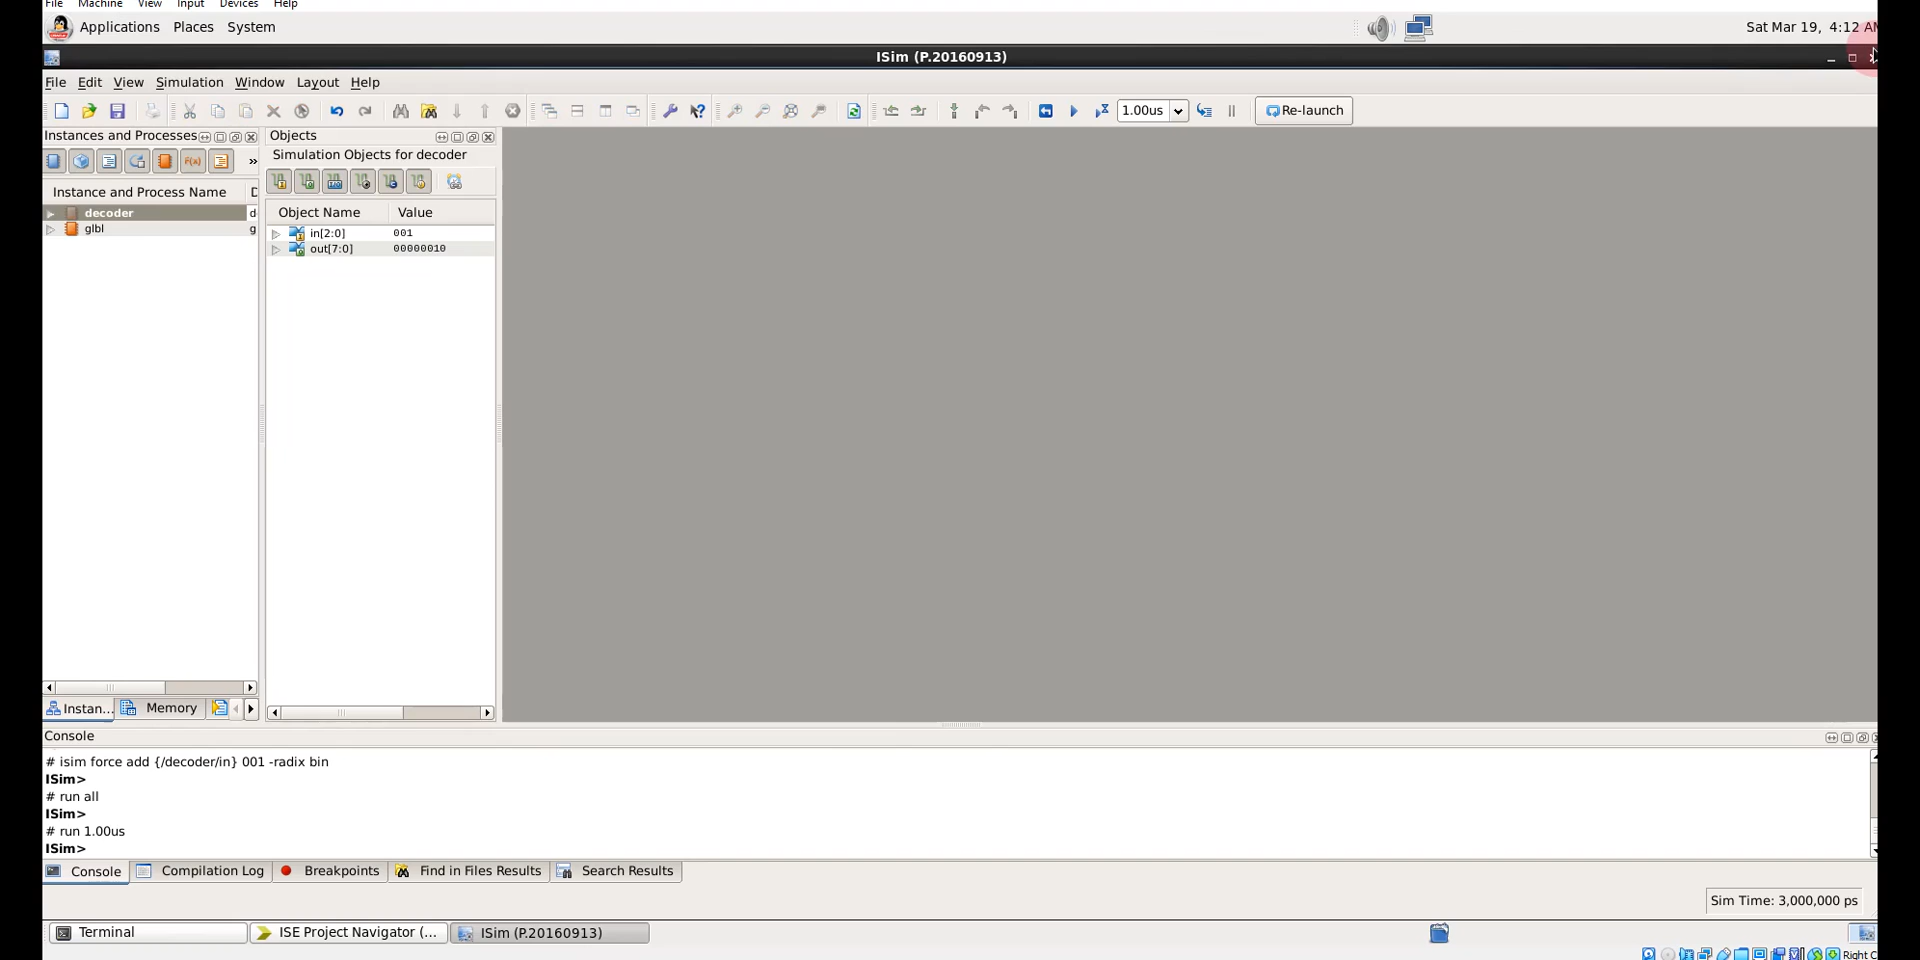 File Machine View Input Devices Help
Applications Places System
Sat Mar 19, 4:12 AM
ISim (P.20160913)
File Edit View Simulation Window Layout Help
1.00us
Re-launch
Instances and Processes
Objects
Simulation Objects for decoder
F(a)
»
Instance and Process Name D
decoder d
glbl g
Object Name Value
in[2:0] 001
out[7:0] 00000010
Instan... Memory
Console
# isim force add {/decoder/in} 001 -radix bin
ISim>
# run all
ISim>
# run 1.00us
ISim>
Console Compilation Log Breakpoints Find in Files Results Search Results
Sim Time: 3,000,000 ps
Terminal ISE Project Navigator (... ISim (P.20160913)
Right C